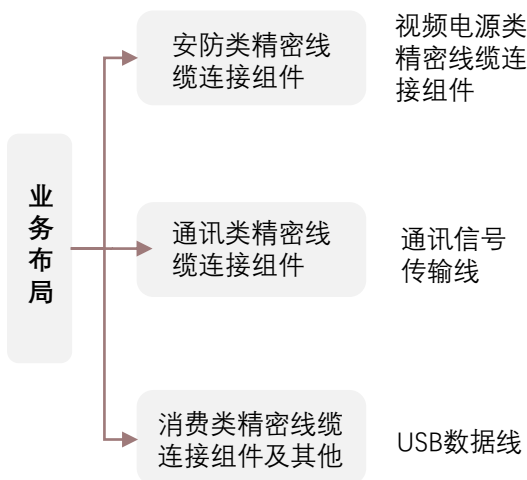 业务布局
安防类精密线
缆连接组件
视频电源类
精密线缆连
接组件
通讯类精密线
缆连接组件
通讯信号
传输线
消费类精密线缆
连接组件及其他
USB数据线